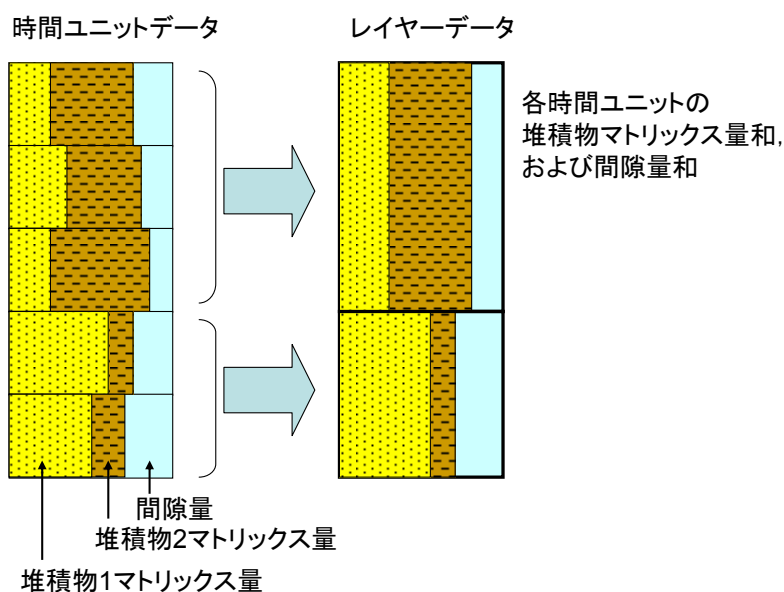 時間ユニットデータ
レイヤーデータ
各時間ユニットの
堆積物マトリックス量和,
および間隙量和
間隙量
堆積物2マトリックス量
堆積物1マトリックス量